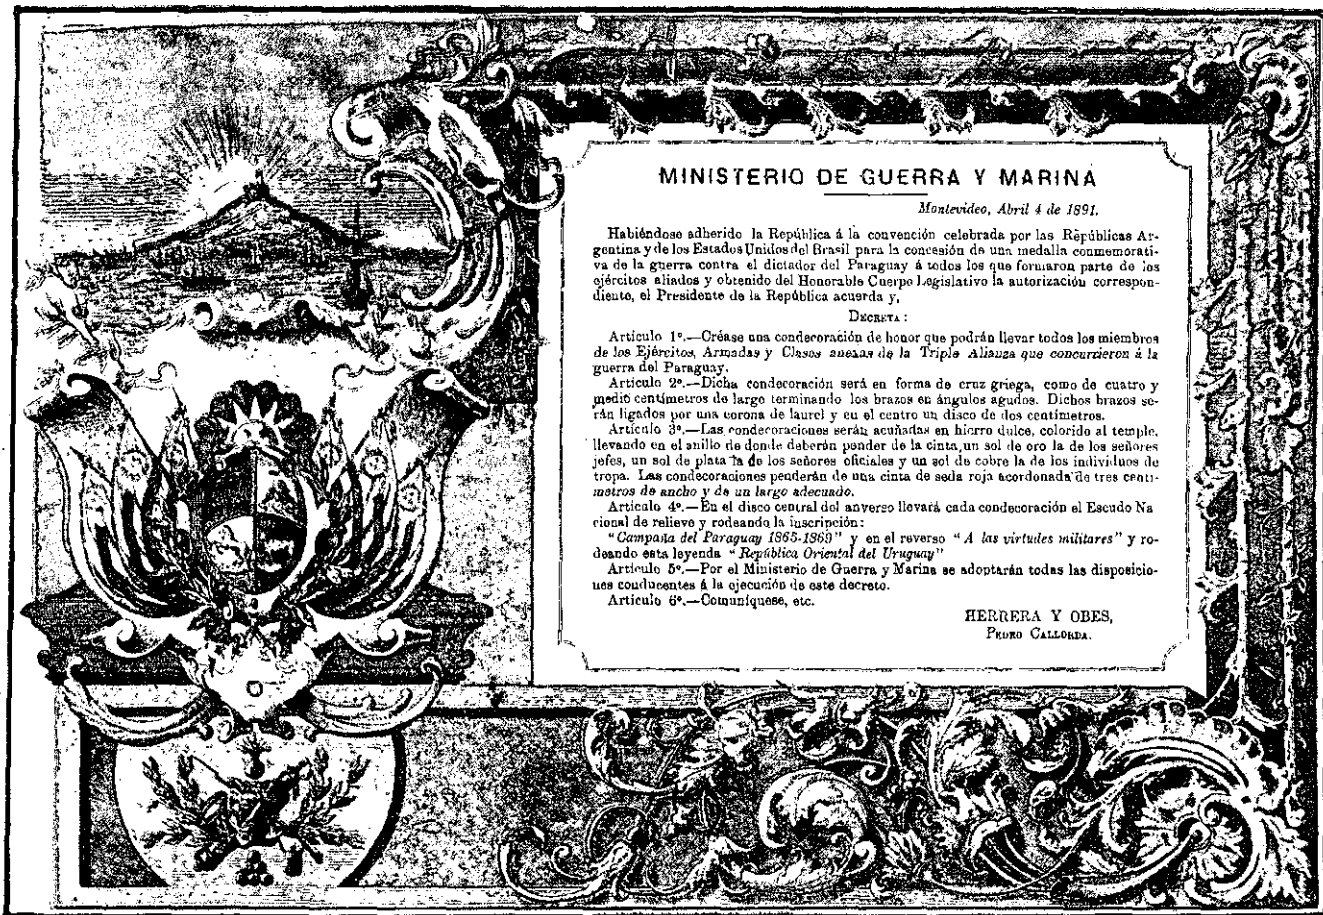 MINISTERIO DE GUERRA Y MARINA
Montevideo, Abril 4 de 1891.
Habiéndose adherido la República á la convención celebrada por las Repúblicas Ar-
gentina y de los Estados Unidos del Brasil para la concesión de una medalla conmemorati-
va de la guerra contra el dictador del Paraguay á todos los que formaron parte de los
ejércitos aliados y obtenido del Honorable Cuerpo Legislativo la autorización correspon-
diente, el Presidente de la República acuerda y,
DECRETA:
Artículo 1º.—Créase una condecoración de honor que podrán llevar todos los miembros
de los Ejércitos, Armadas y Clases anexas de la Triple Alianza que concurrieron á la
guerra del Paraguay.
Artículo 2º.—Dicha condecoración será en forma de cruz griega, como de cuatro y
medio centímetros de largo terminando los brazos en ángulos agudos. Dichos brazos se-
rán ligados por una corona de laurel y en el centro un disco de dos centímetros.
Artículo 3º.—Las condecoraciones serán acuñadas en hierro dulce, colorido al temple,
llevando en el anillo de donde deberán pender de la cinta, un sol de oro la de los señores
jefes, un sol de plata la de los señores oficiales y un sol de cobre la de los individuos de
tropa. Las condecoraciones penderán de una cinta de seda roja acordonada de tres centí-
metros de ancho y de un largo adecuado.
Artículo 4º.—En el disco central del anverso llevará cada condecoración el Escudo Na
cional de relieve y rodeando la inscripción:
"Campaña del Paraguay 1865-1869" y en el reverso "A las virtudes militares" y ro-
deando esta leyenda "República Oriental del Uruguay"
Artículo 5º.—Por el Ministerio de Guerra y Marina se adoptarán todas las disposicio-
nes conducentes á la ejecución de este decreto.
Artículo 6º.—Comuníquese, etc.
HERRERA Y OBES,
PEDRO CALLORDA.